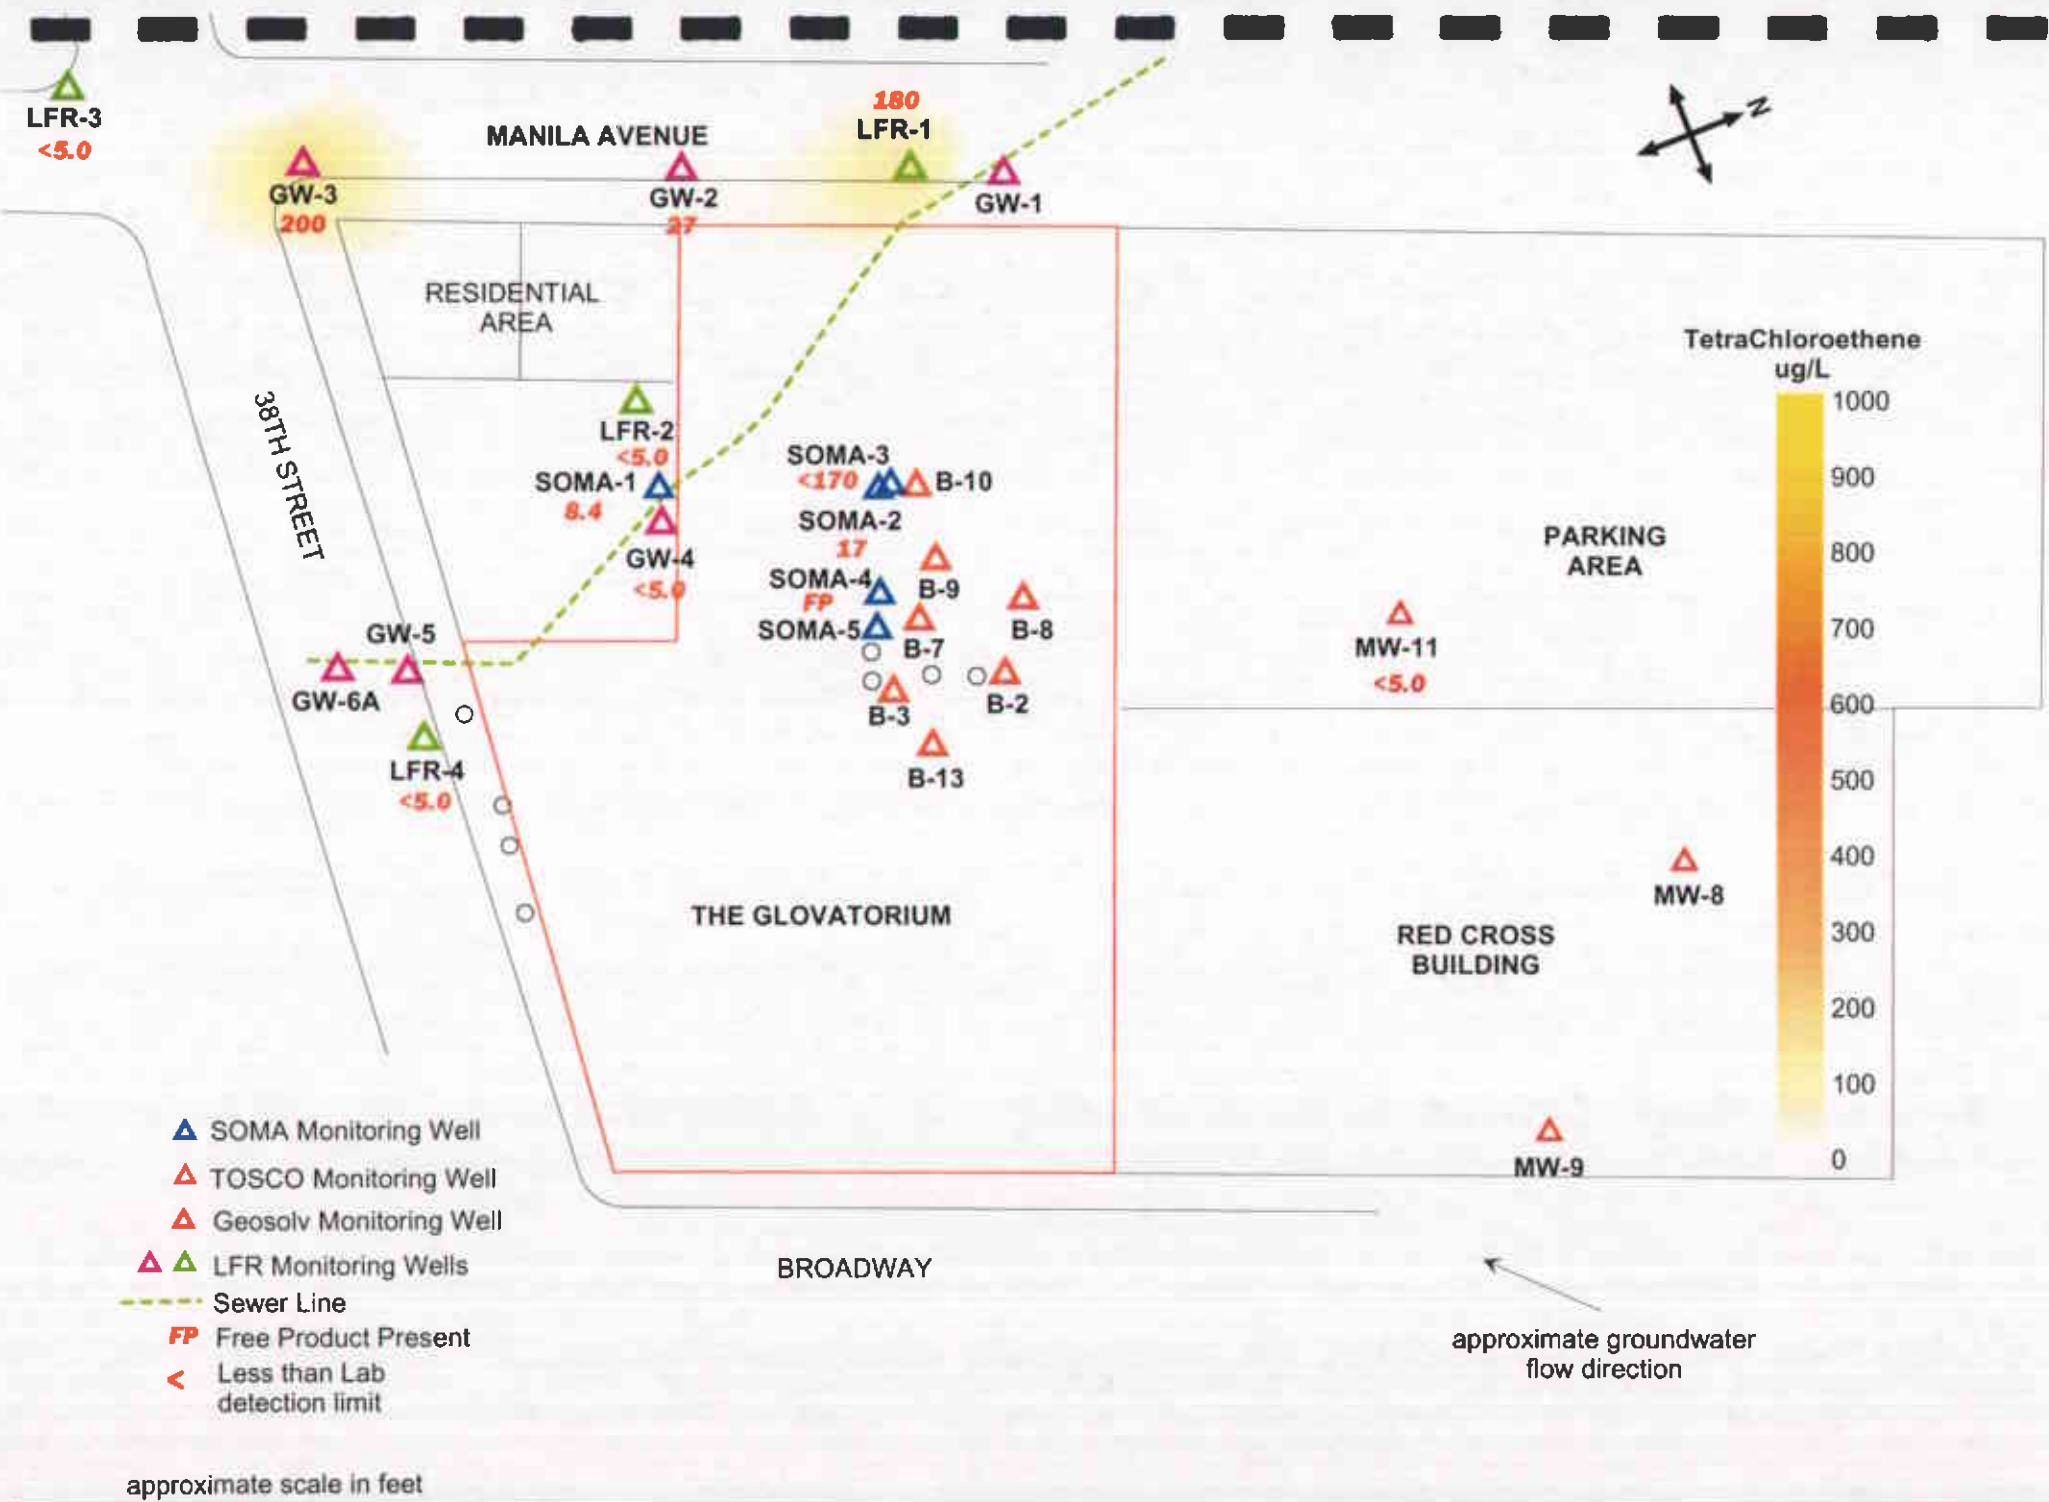 LFR-3
<5.0
MANILA AVENUE
180
LFR-1
N
GW-3
200
GW-2
27
GW-1
RESIDENTIAL
AREA
TetraChloroethene
ug/L
1000
900
800
700
600
500
400
300
200
100
0
38TH STREET
LFR-2
<5.0
SOMA-1
8.4
GW-4
<5.0
SOMA-3
<170
B-10
SOMA-2
17
SOMA-4
FP
B-9
SOMA-5
B-7
B-8
B-3
B-2
B-13
PARKING
AREA
MW-11
<5.0
GW-5
GW-6A
LFR-4
<5.0
MW-8
THE GLOVATORIUM
RED CROSS
BUILDING
MW-9
SOMA Monitoring Well
TOSCO Monitoring Well
Geosolv Monitoring Well
LFR Monitoring Wells
Sewer Line
FP Free Product Present
< Less than Lab
detection limit
BROADWAY
approximate groundwater
flow direction
approximate scale in feet